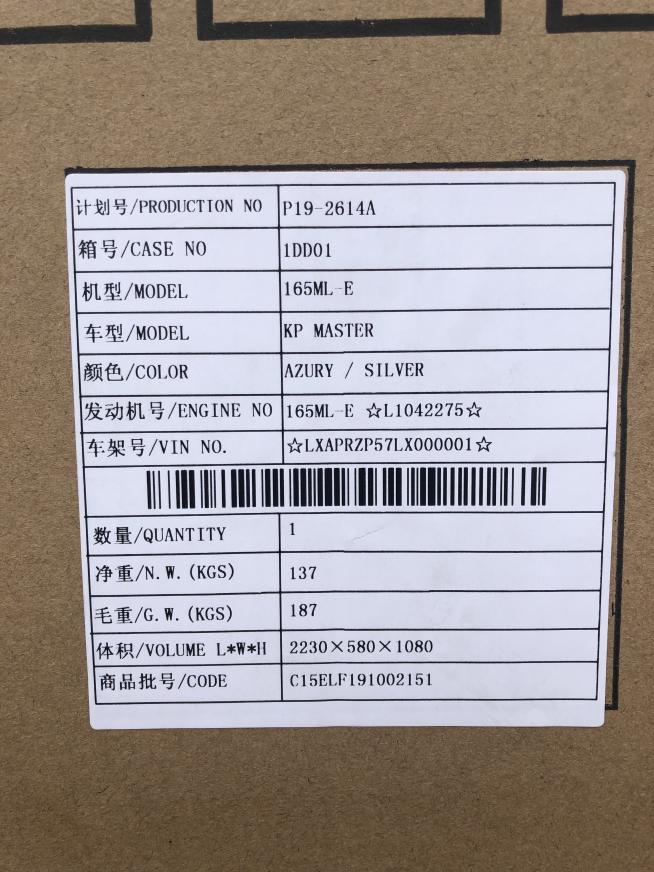 计划号/PRODUCTION NO P19-2614A
箱号/CASE NO 1DD01
机型/MODEL 165ML-E
车型/MODEL KP MASTER
颜色/COLOR AZURY / SILVER
发动机号/ENGINE NO 165ML-E ☆L1042275☆
车架号/VIN NO. ☆LXAPRZP57LX000001☆
数量/QUANTITY 1
净重/N.W.(KGS) 137
毛重/G.W.(KGS) 187
体积/VOLUME L*W*H 2230×580×1080
商品批号/CODE C15ELF191002151